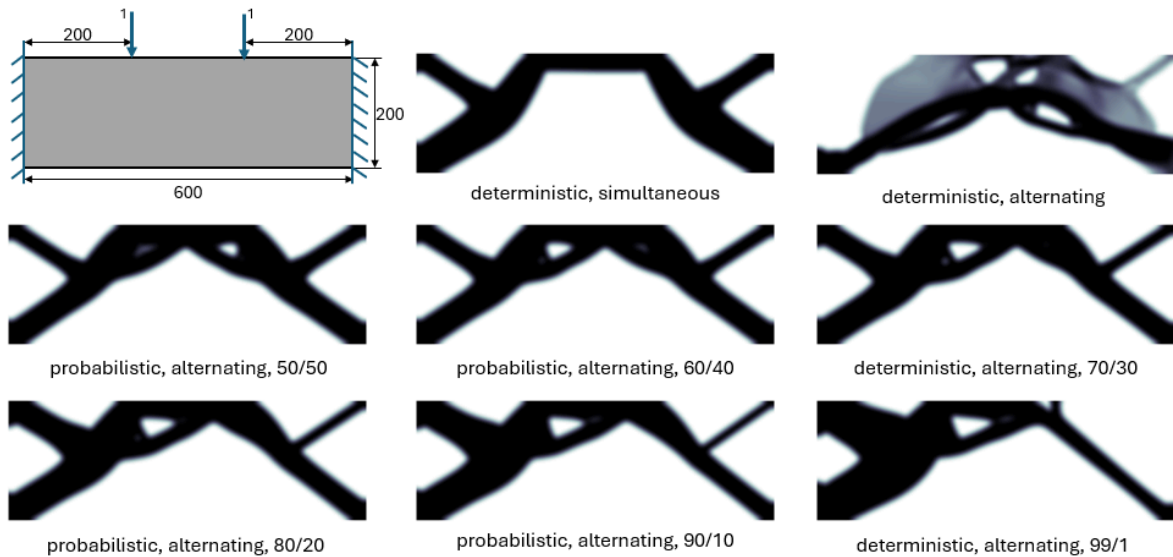 1
1
200
200
200
600
deterministic, simultaneous
deterministic, alternating
probabilistic, alternating, 50/50
probabilistic, alternating, 60/40
deterministic, alternating, 70/30
probabilistic, alternating, 80/20
probabilistic, alternating, 90/10
deterministic, alternating, 99/1